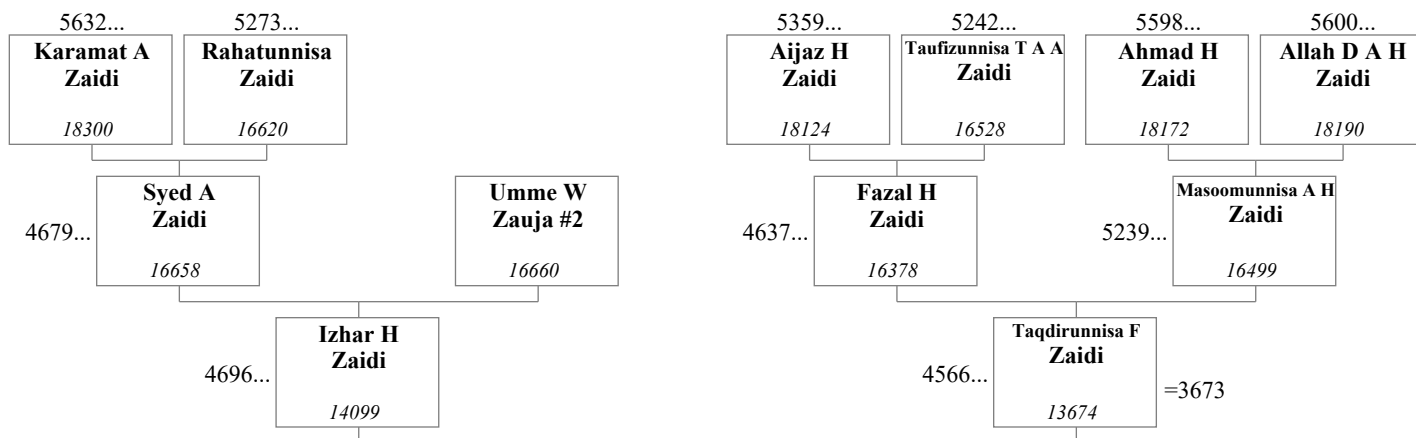 5632... 5273... 5359... 5242... 5598... 5600...
Karamat A Rahatunnisa Aijaz H Taufizunnisa T A A Ahmad H Allah D A H
Zaidi Zaidi Zaidi Zaidi Zaidi Zaidi
18300 16620 18124 16528 18172 18190
Syed A Umme W Fazal H Masoomunnisa A H
Zaidi Zauja #2 Zaidi Zaidi
4679... 4637... 5239...
16658 16660 16378 16499
Izhar H Taqdirunnisa F
Zaidi Zaidi
4696... 4566... =3673
14099 13674